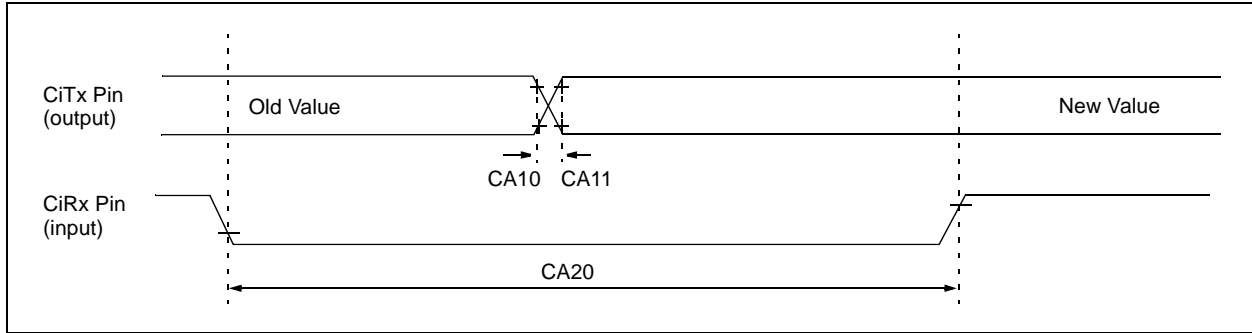 CiTx Pin
(output)
Old Value
New Value
CA10 CA11
CiRx Pin
(input)
CA20